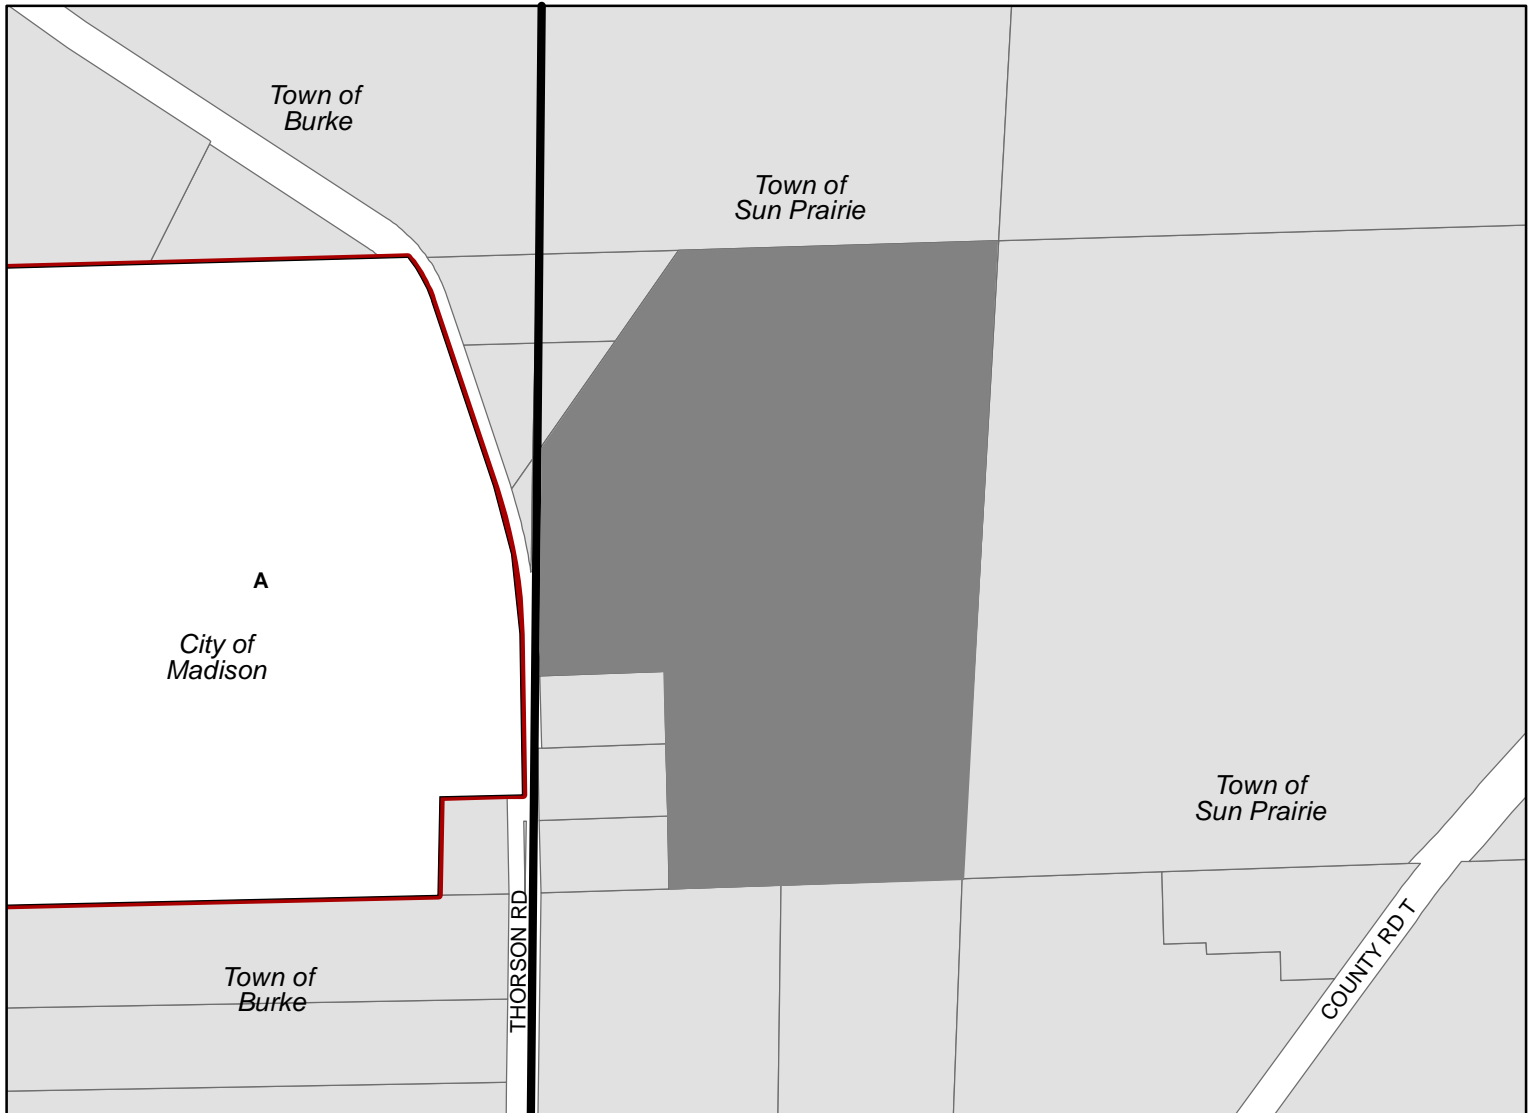 Town of
Burke
Town of
Sun Prairie
A
City of
Madison
Town of
Sun Prairie
THORSON RD
COUNTY RD T
Town of
Burke